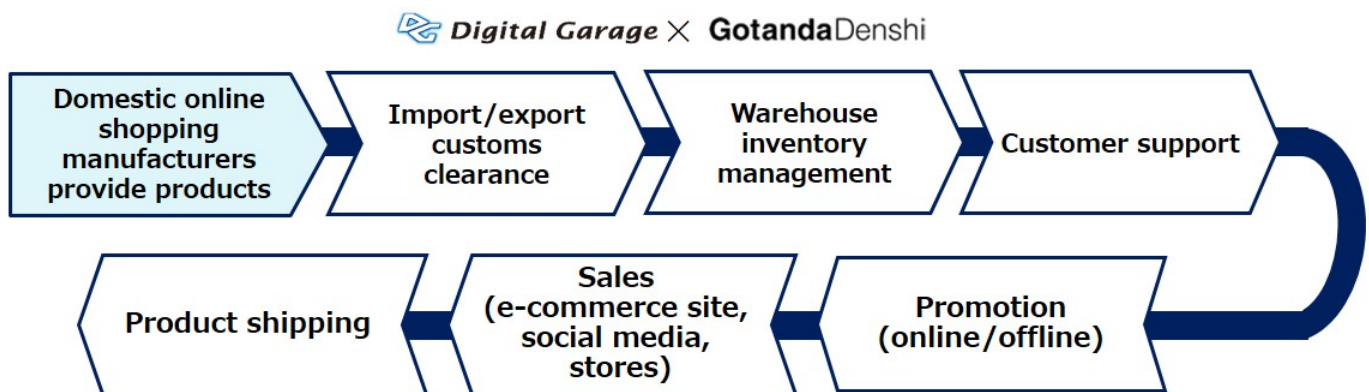 DG Digital Garage × GotandaDenshi
Domestic online
shopping
manufacturers
provide products
Import/export
customs
clearance
Warehouse
inventory
management
Customer support
Promotion
(online/offline)
Sales
(e-commerce site,
social media,
stores)
Product shipping